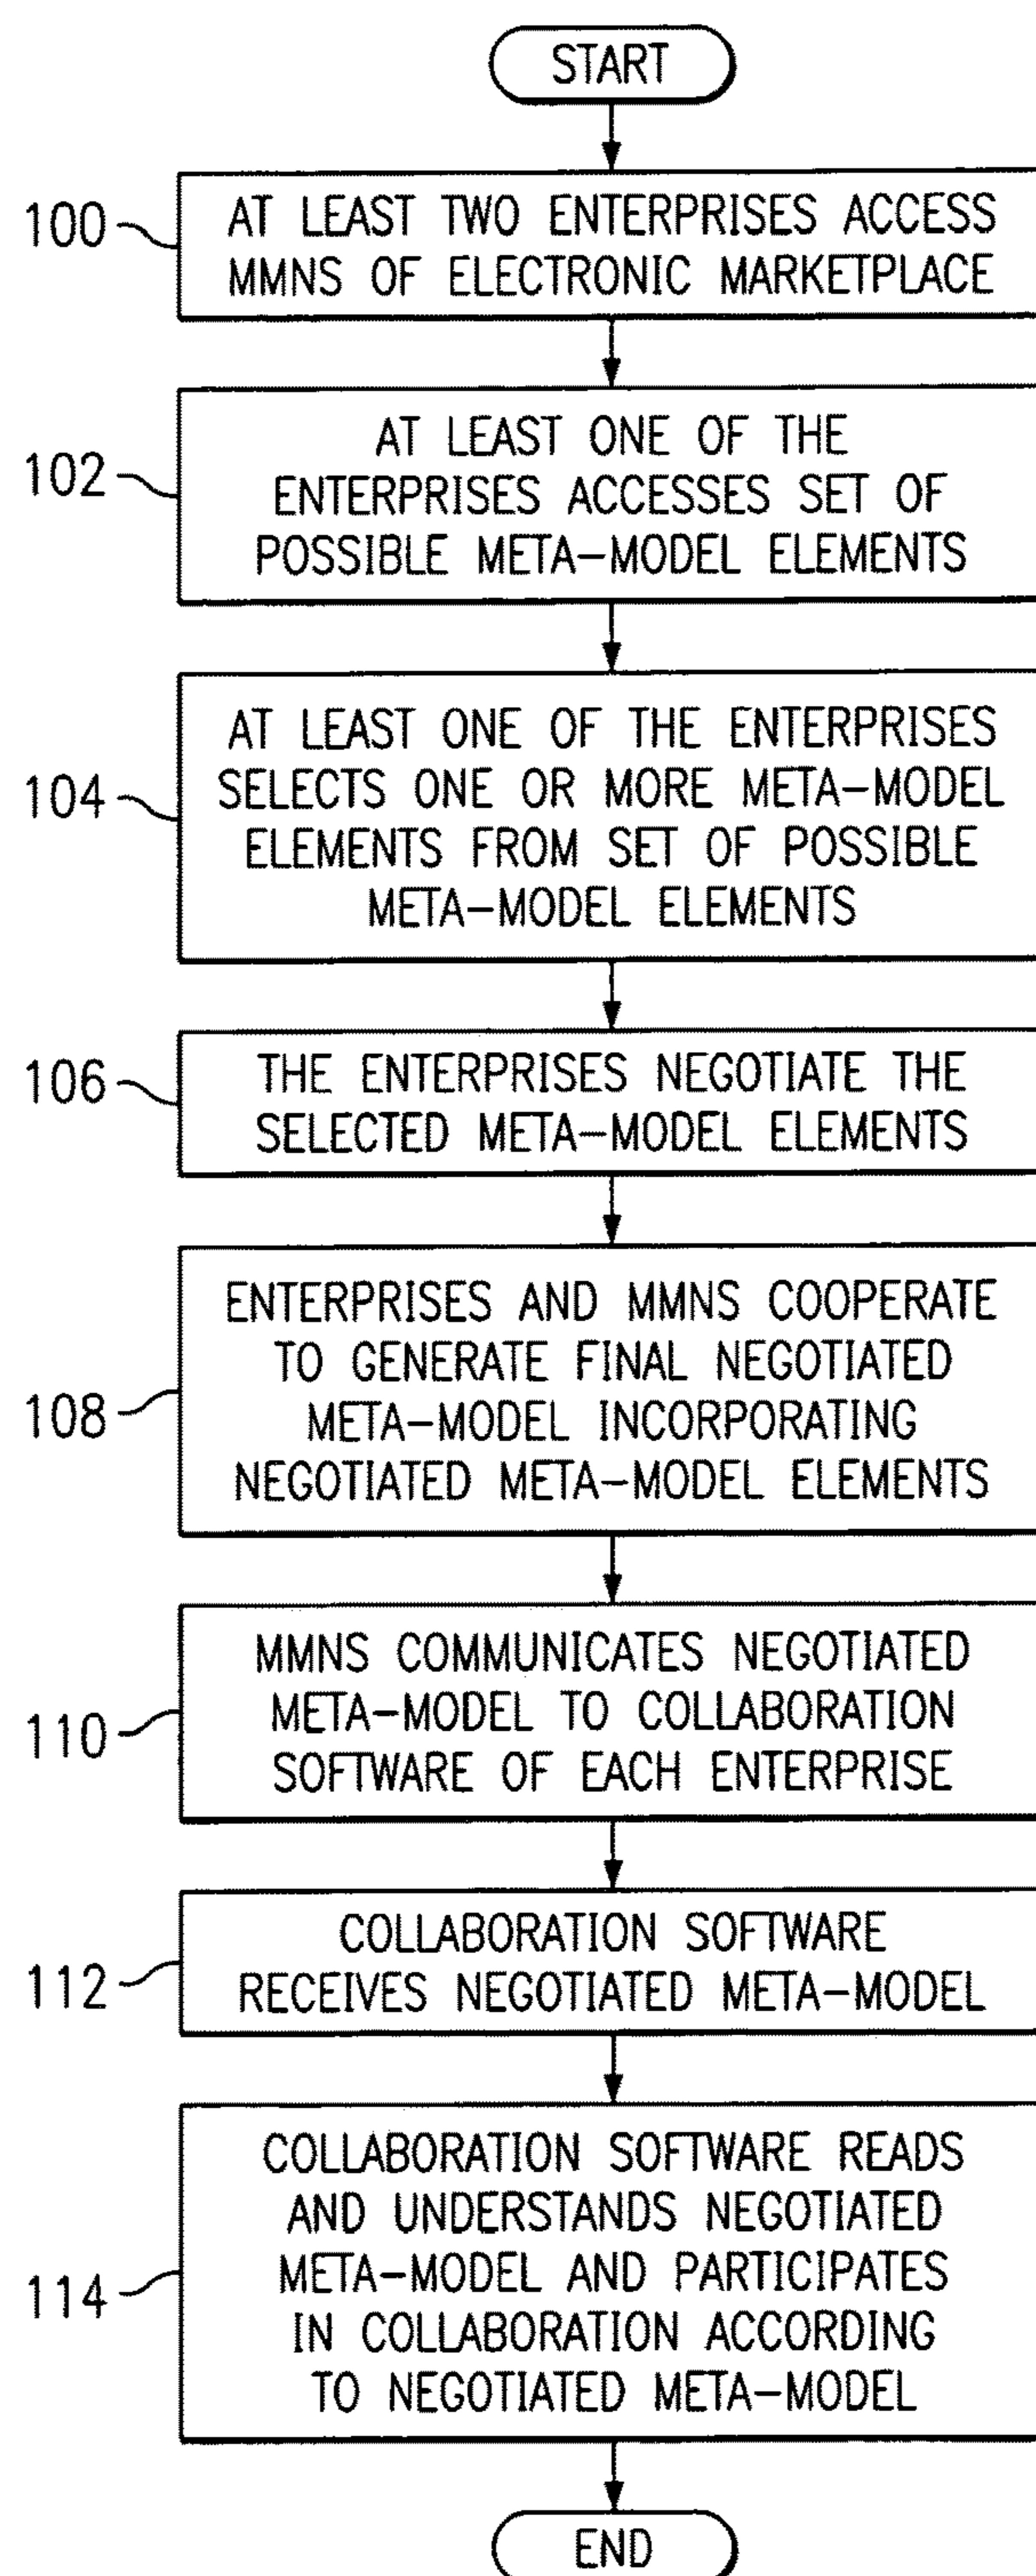 START
100
AT LEAST TWO ENTERPRISES ACCESS
MMNS OF ELECTRONIC MARKETPLACE
102
AT LEAST ONE OF THE
ENTERPRISES ACCESSES SET OF
POSSIBLE META-MODEL ELEMENTS
104
AT LEAST ONE OF THE ENTERPRISES
SELECTS ONE OR MORE META-MODEL
ELEMENTS FROM SET OF POSSIBLE
META-MODEL ELEMENTS
106
THE ENTERPRISES NEGOTIATE THE
SELECTED META-MODEL ELEMENTS
108
ENTERPRISES AND MMNS COOPERATE
TO GENERATE FINAL NEGOTIATED
META-MODEL INCORPORATING
NEGOTIATED META-MODEL ELEMENTS
110
MMNS COMMUNICATES NEGOTIATED
META-MODEL TO COLLABORATION
SOFTWARE OF EACH ENTERPRISE
112
COLLABORATION SOFTWARE
RECEIVES NEGOTIATED META-MODEL
114
COLLABORATION SOFTWARE READS
AND UNDERSTANDS NEGOTIATED
META-MODEL AND PARTICIPATES
IN COLLABORATION ACCORDING
TO NEGOTIATED META-MODEL
END